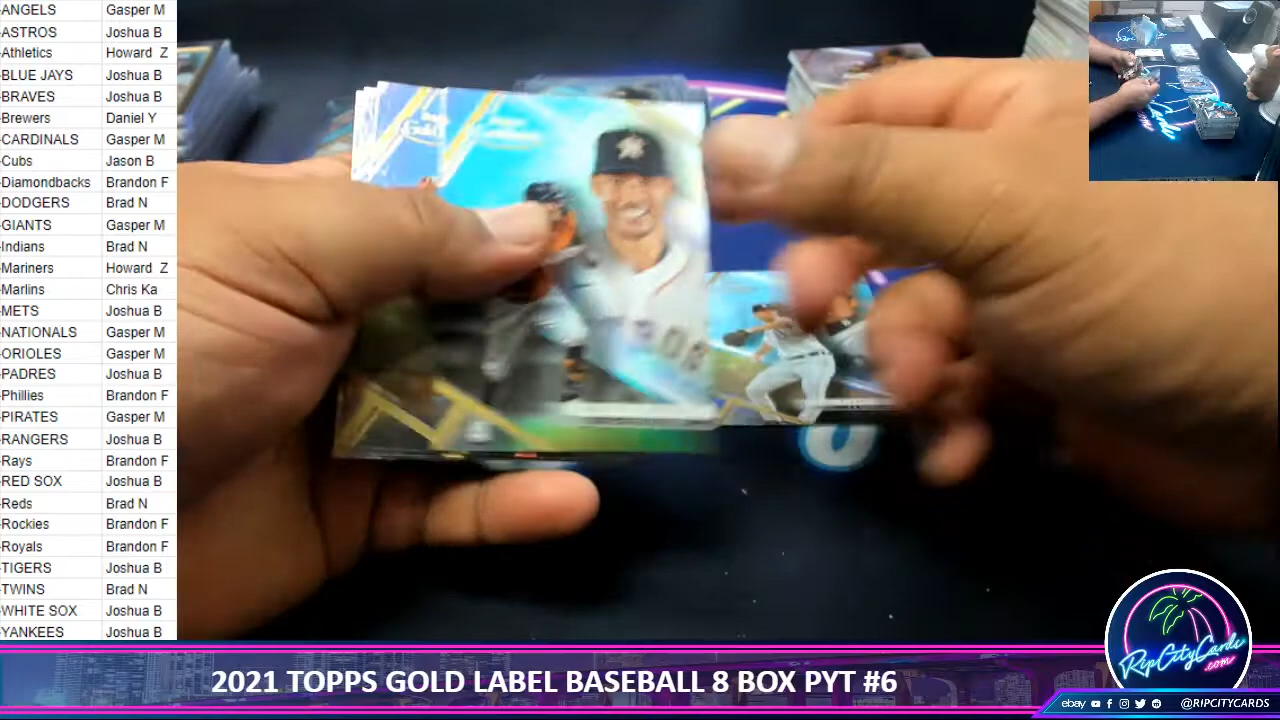 -ANGELS Gasper M
-ASTROS Joshua B
-Athletics Howard Z
-BLUE JAYS Joshua B
-BRAVES Joshua B
-Brewers Daniel Y
-CARDINALS Gasper M
-Cubs Jason B
-Diamondbacks Brandon F
-DODGERS Brad N
-GIANTS Gasper M
-Indians Brad N
-Mariners Howard Z
-Marlins Chris Ka
-METS Joshua B
-NATIONALS Gasper M
-ORIOLES Gasper M
-PADRES Joshua B
-Phillies Brandon F
-PIRATES Gasper M
-RANGERS Joshua B
-Rays Brandon F
-RED SOX Joshua B
-Reds Brad N
-Rockies Brandon F
-Royals Brandon F
-TIGERS Joshua B
-TWINS Brad N
-WHITE SOX Joshua B
-YANKEES Joshua B
RipCityCards
.com
2021 TOPPS GOLD LABEL BASEBALL 8 BOX PYT #6
ebay @RIPCITYCARDS